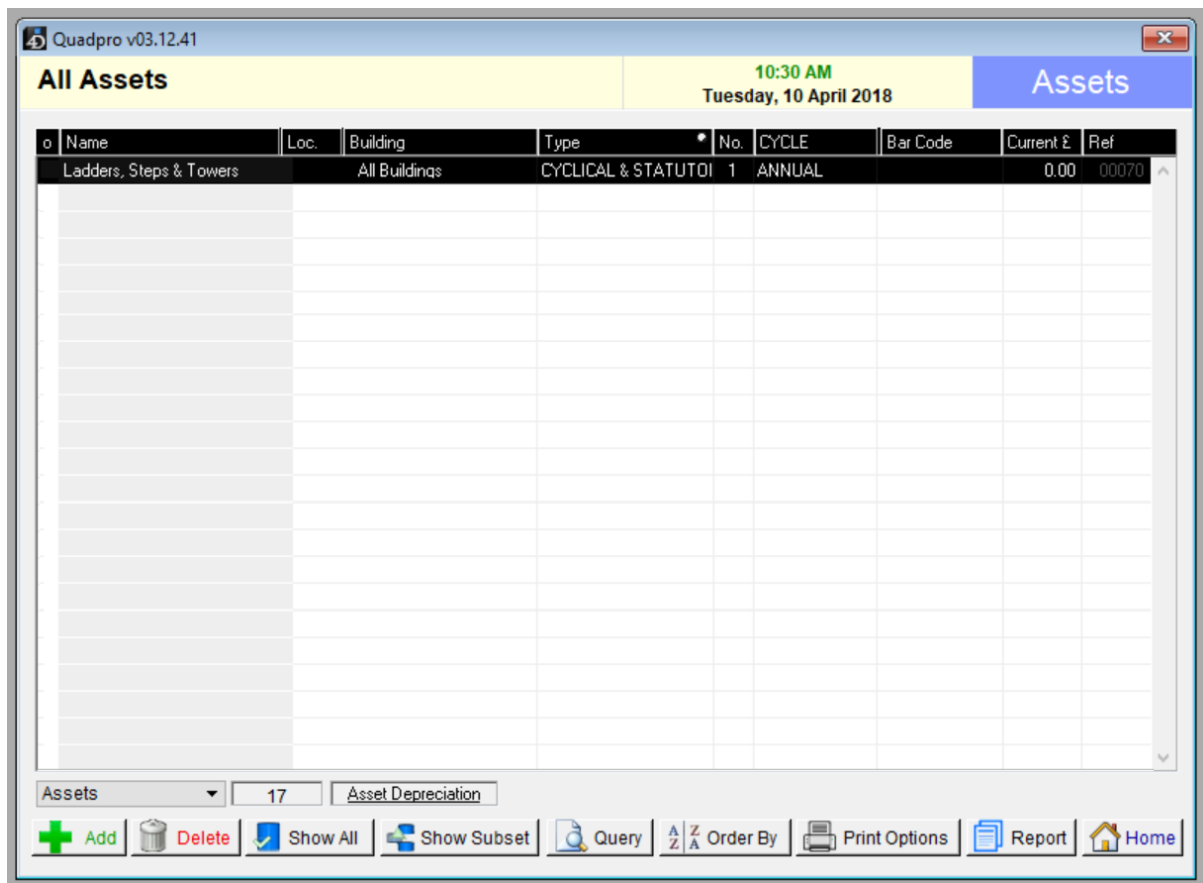 Quadpro v03.12.41
All Assets
10:30 AM
Tuesday, 10 April 2018
Assets
o Name Loc. Building Type No. CYCLE Bar Code Current £ Ref
Ladders, Steps & Towers All Buildings CYCLICAL & STATUTOI 1 ANNUAL 0.00 00070
Assets 17 Asset Depreciation
Add Delete Show All Show Subset Query A Z Z A Order By Print Options Report Home